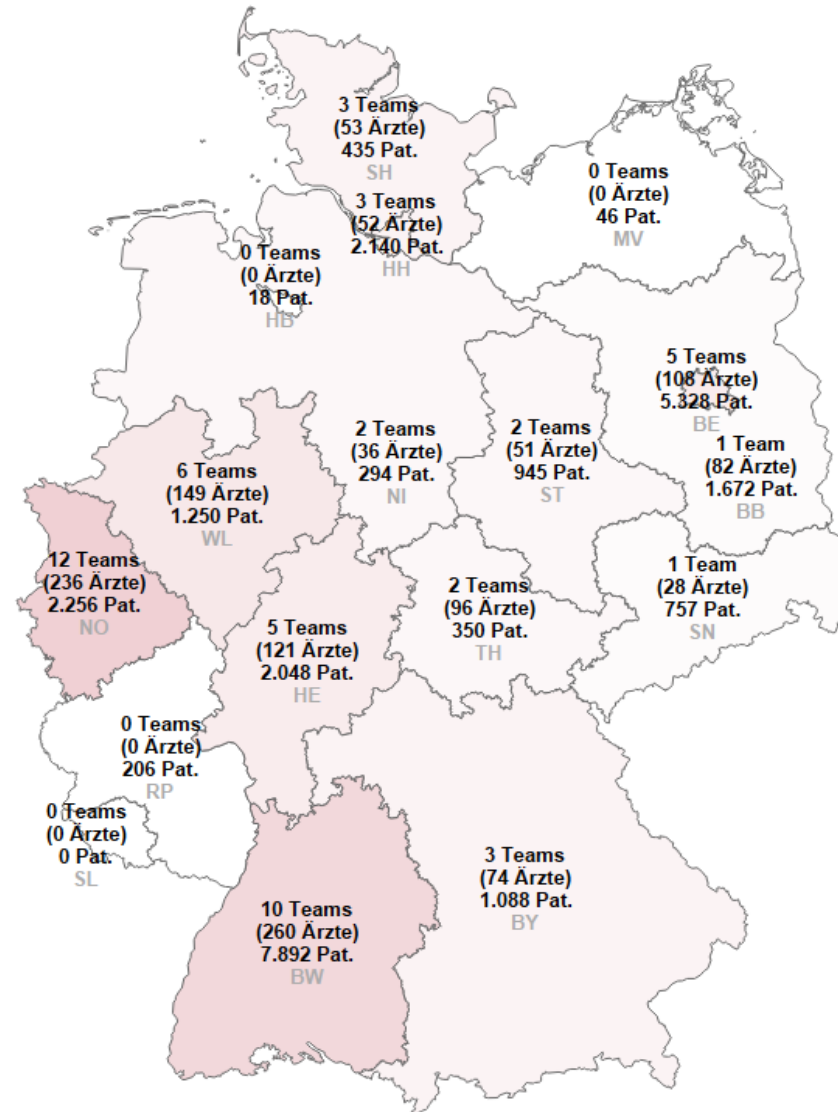 3 Teams
(53 Ärzte)
435 Pat.
SH
0 Teams
(0 Ärzte)
46 Pat.
MV
3 Teams
(52 Ärzte)
2.140 Pat.
HH
0 Teams
(0 Ärzte)
18 Pat.
HB
5 Teams
(108 Ärzte)
5.328 Pat.
BE
1 Team
(82 Ärzte)
1.672 Pat.
BB
2 Teams
(36 Ärzte)
294 Pat.
NI
2 Teams
(51 Ärzte)
945 Pat.
ST
6 Teams
(149 Ärzte)
1.250 Pat.
WL
12 Teams
(236 Ärzte)
2.256 Pat.
NO
5 Teams
(121 Ärzte)
2.048 Pat.
HE
2 Teams
(96 Ärzte)
350 Pat.
TH
1 Team
(28 Ärzte)
757 Pat.
SN
0 Teams
(0 Ärzte)
206 Pat.
RP
0 Teams
(0 Ärzte)
0 Pat.
SL
10 Teams
(260 Ärzte)
7.892 Pat.
BW
3 Teams
(74 Ärzte)
1.088 Pat.
BY